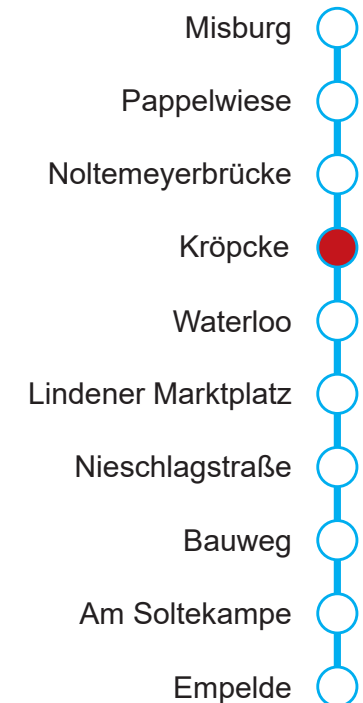 Misburg
Pappelwiese
Noltemeyerbrücke
Kröpcke
Waterloo
Lindener Marktplatz
Nieschlagstraße
Bauweg
Am Soltekampe
Empelde